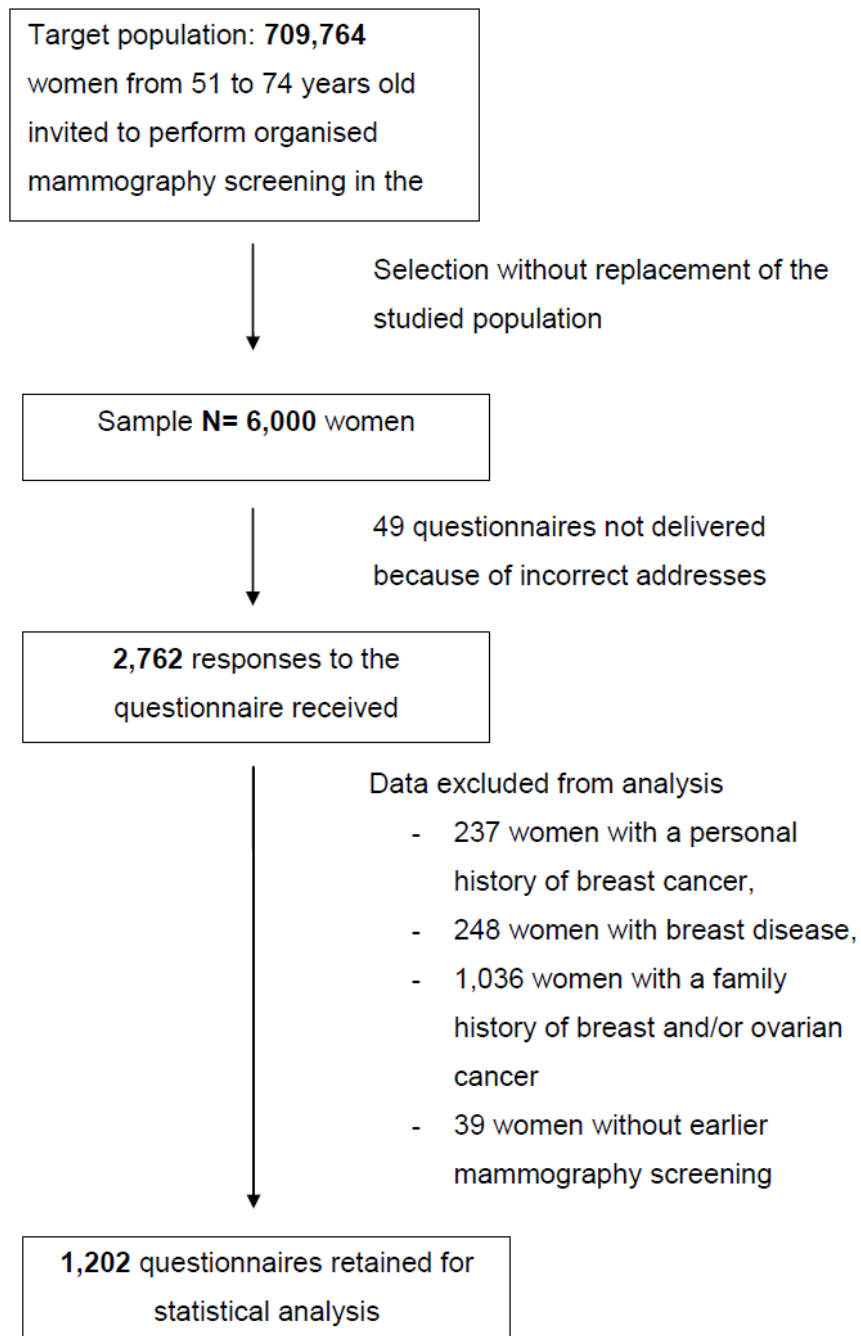 Target population: 709,764
women from 51 to 74 years old
invited to perform organised
mammography screening in the
Selection without replacement of the
studied population
Sample N= 6,000 women
49 questionnaires not delivered
because of incorrect addresses
2,762 responses to the
questionnaire received
Data excluded from analysis
- 237 women with a personal
history of breast cancer,
- 248 women with breast disease,
- 1,036 women with a family
history of breast and/or ovarian
cancer
- 39 women without earlier
mammography screening
1,202 questionnaires retained for
statistical analysis